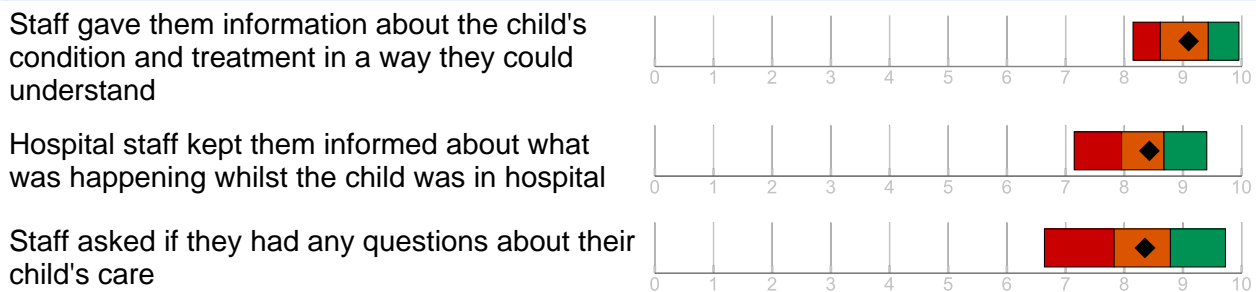 Staff gave them information about the child's
condition and treatment in a way they could
understand
0 1 2 3 4 5 6 7 8 9 10
Hospital staff kept them informed about what
was happening whilst the child was in hospital
0 1 2 3 4 5 6 7 8 9 10
Staff asked if they had any questions about their
child's care
0 1 2 3 4 5 6 7 8 9 10